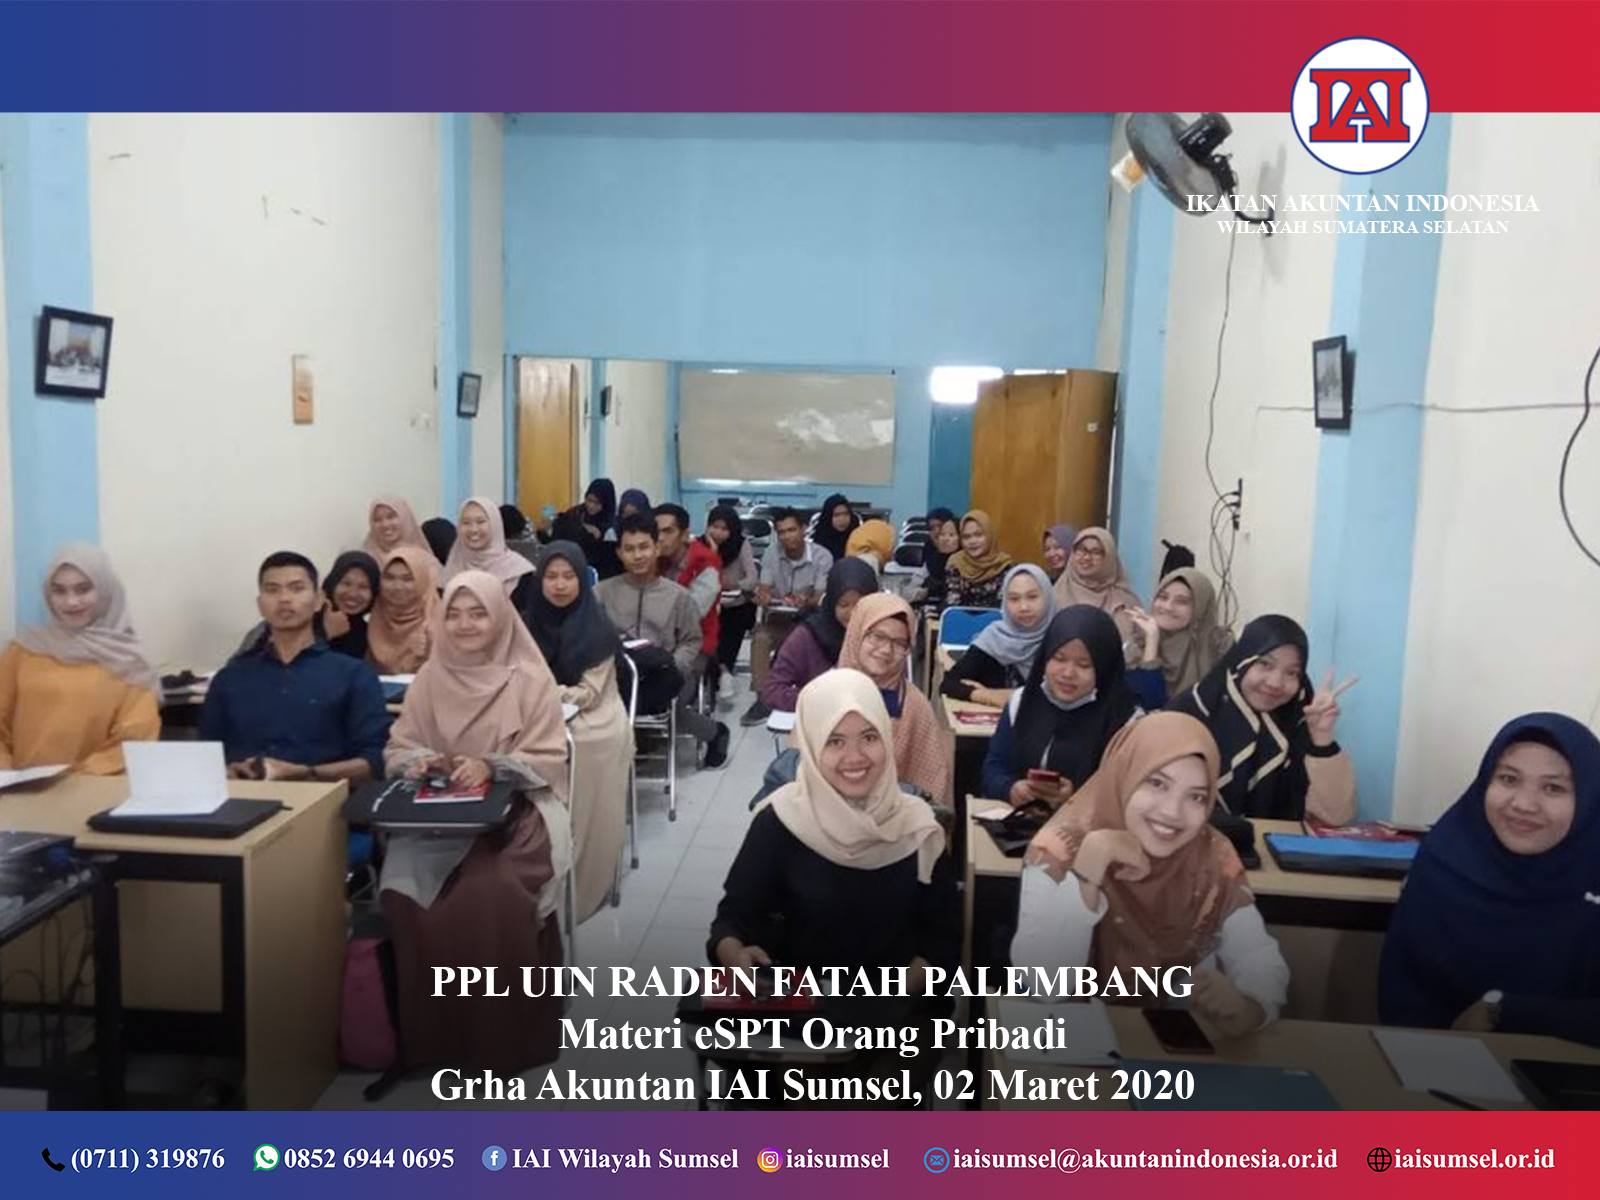 IAI
IKATAN AKUNTAN INDONESIA
WILAYAH SUMATERA SELATAN
PPL UIN RADEN FATAH PALEMBANG
Materi eSPT Orang Pribadi
Grha Akuntan IAI Sumsel, 02 Maret 2020
(0711) 319876 0852 6944 0695 IAI Wilayah Sumsel iaisumsel iaisumsel@akuntanindonesia.or.id iaisumsel.or.id